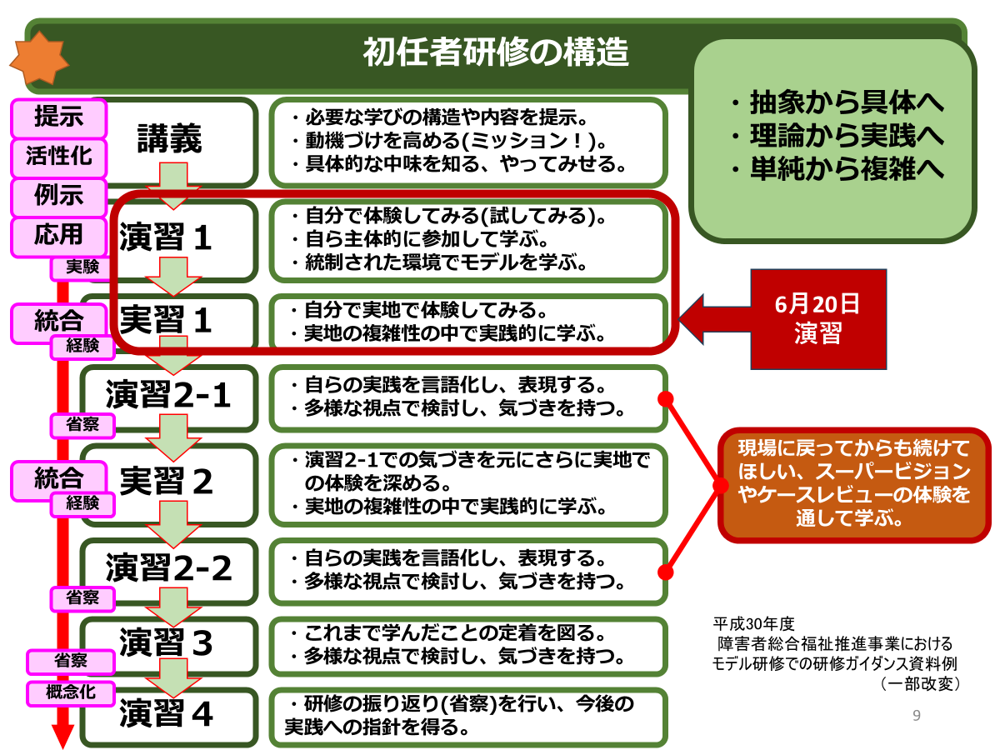 初任者研修の構造
・抽象から具体へ
・理論から実践へ
・単純から複雑へ
提示
活性化
例示
応用
実験
統合
経験
省察
統合
経験
省察
省察
概念化
講義
・必要な学びの構造や内容を提示。
・動機づけを高める(ミッション！)。
・具体的な中味を知る、やってみせる。
演習１
・自分で体験してみる(試してみる)。
・自ら主体的に参加して学ぶ。
・統制された環境でモデルを学ぶ。
実習１
・自分で実地で体験してみる。
・実地の複雑性の中で実践的に学ぶ。
6月20日
演習
演習2-1
・自らの実践を言語化し、表現する。
・多様な視点で検討し、気づきを持つ。
実習２
・演習2-1での気づきを元にさらに実地で
の体験を深める。
・実地の複雑性の中で実践的に学ぶ。
現場に戻ってからも続けて
ほしい、スーパービジョン
やケースレビューの体験を
通して学ぶ。
演習2-2
・自らの実践を言語化し、表現する。
・多様な視点で検討し、気づきを持つ。
演習３
・これまで学んだことの定着を図る。
・多様な視点で検討し、気づきを持つ。
演習４
・研修の振り返り(省察)を行い、今後の
実践への指針を得る。
平成30年度
障害者総合福祉推進事業における
モデル研修での研修ガイダンス資料例
（一部改変）
9